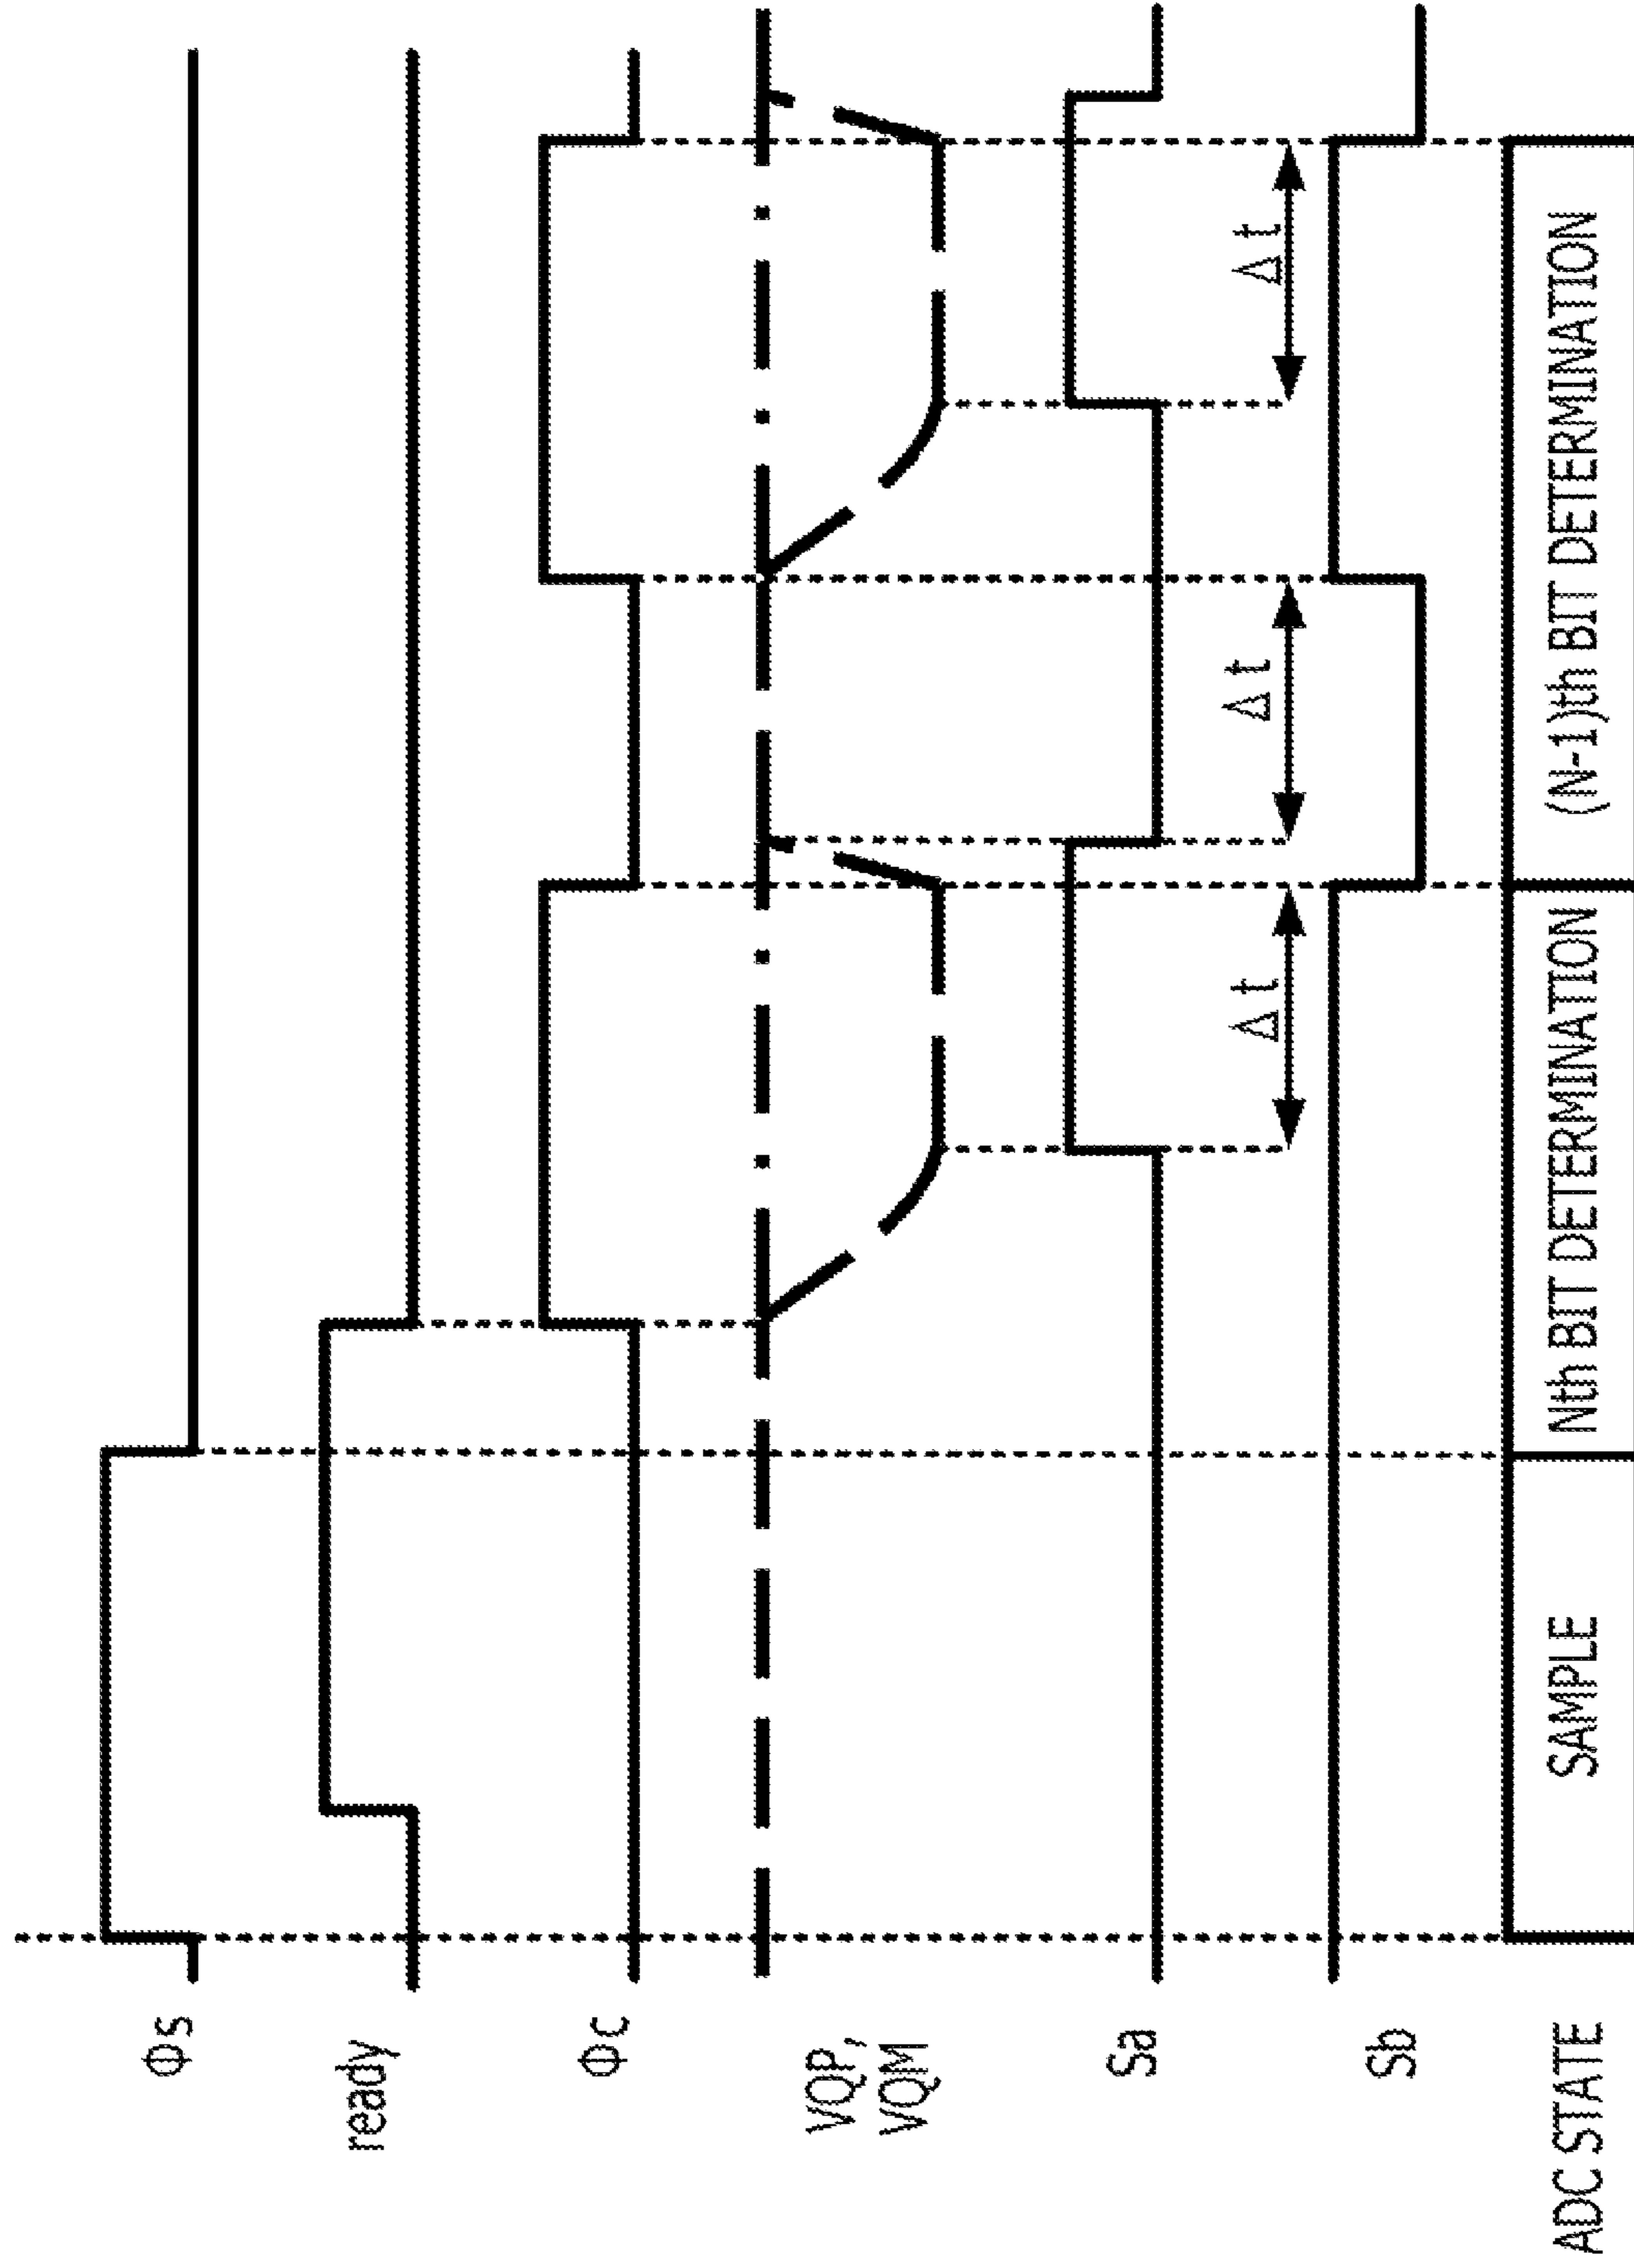 Φs
ready
Φc
VQP,
VQM
Sa
Δt
Δt
Δt
Sb
ADC STATE
SAMPLE
Nth BIT DETERMINATION
(N-1)th BIT DETERMINATION